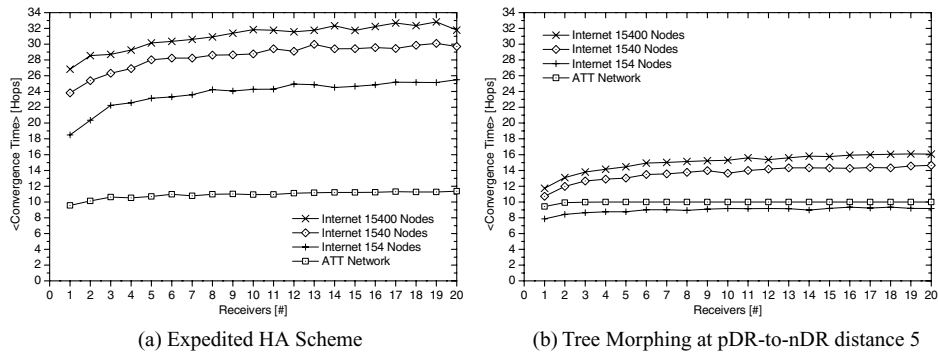 34
32
30
28
26
24
22
20
18
16
14
12
10
8
6
4
2
0
<Convergence Time> [Hops]
Internet 15400 Nodes
Internet 1540 Nodes
Internet 154 Nodes
ATT Network
0 1 2 3 4 5 6 7 8 9 10 11 12 13 14 15 16 17 18 19 20
Receivers [#]
(a) Expedited HA Scheme
34
32
30
28
26
24
22
20
18
16
14
12
10
8
6
4
2
0
<Convergence Time> [Hops]
Internet 15400 Nodes
Internet 1540 Nodes
Internet 154 Nodes
ATT Network
0 1 2 3 4 5 6 7 8 9 10 11 12 13 14 15 16 17 18 19 20
Receivers [#]
(b) Tree Morphing at pDR-to-nDR distance 5